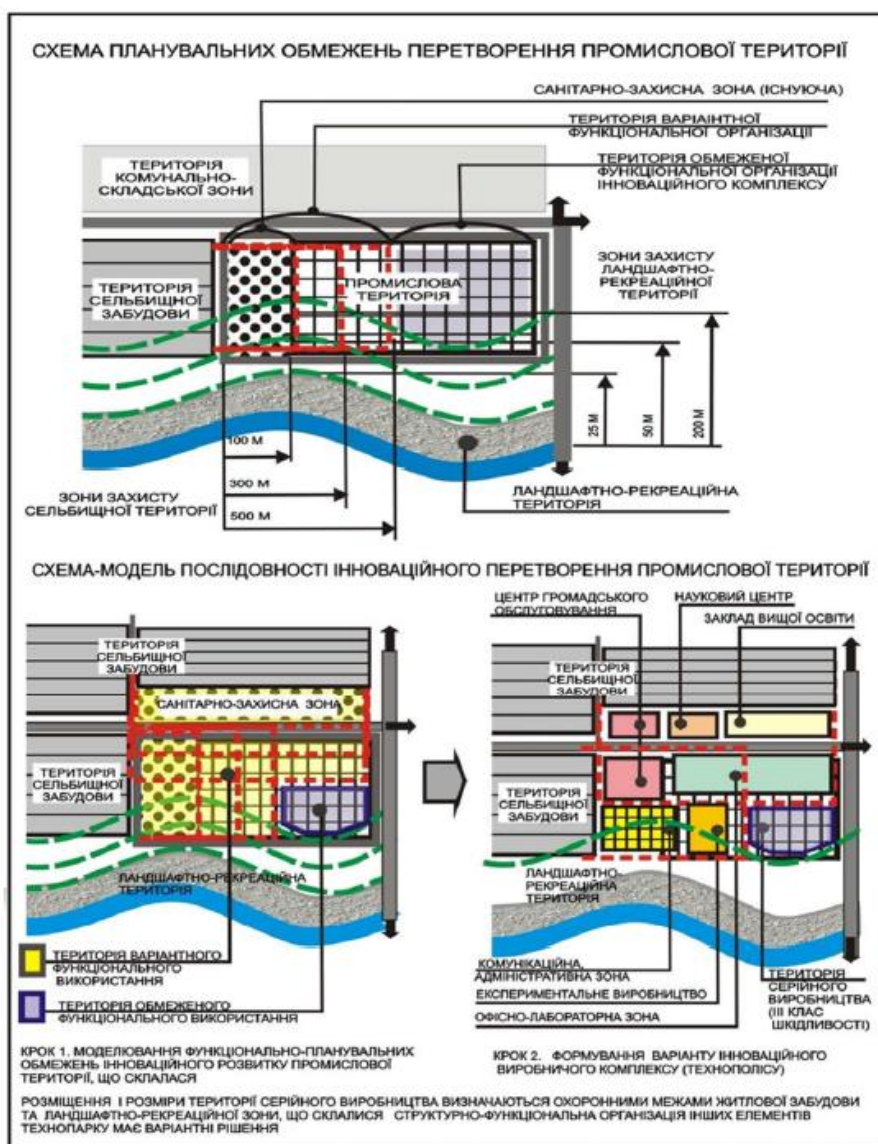 СХЕМА ПЛАНУВАЛЬНИХ ОБМЕЖЕНЬ ПЕРЕТВОРЕННЯ ПРОМИСЛОВОЇ ТЕРИТОРІЇ
САНІТАРНО-ЗАХИСНА ЗОНА (ІСНУЮЧА)
ТЕРИТОРІЯ ВАРІАІНТНОЇ
ФУНКЦІОНАЛЬНОЇ ОРГАНІЗАЦІЇ
ТЕРИТОРІЯ ОБМЕЖЕНОЇ
ФУНКЦІОНАЛЬНОЇ ОРГАНІЗАЦІЇ
ІННОВАЦІЙНОГО КОМПЛЕКСУ
ТЕРИТОРІЯ
КОМУНАЛЬНО-
СКЛАДСЬКОЇ ЗОНИ
ТЕРИТОРІЯ
СЕЛЬБИЩНОЇ
ЗАБУДОВИ
ПРОМИСЛОВА
ТЕРИТОРІЯ
ЗОНИ ЗАХИСТУ
ЛАНДШАФТНО-
РЕКРЕАЦІЙНОЇ
ТЕРИТОРІЇ
25 М
50 М
200 М
100 М
300 М
500 М
ЗОНИ ЗАХИСТУ
СЕЛЬБИЩНОЇ ТЕРИТОРІЇ
ЛАНДШАФТНО-РЕКРЕАЦІЙНА
ТЕРИТОРІЯ
СХЕМА-МОДЕЛЬ ПОСЛІДОВНОСТІ ІННОВАЦІЙНОГО ПЕРЕТВОРЕННЯ ПРОМИСЛОВОЇ ТЕРИТОРІЇ
ТЕРИТОРІЯ
СЕЛЬБИЩНОЇ
ЗАБУДОВИ
САНІТАРНО-ЗАХИСНА ЗОНА
ТЕРИТОРІЯ
СЕЛЬБИЩНОЇ
ЗАБУДОВИ
ЛАНДШАФТНО-РЕКРЕАЦІЙНА
ТЕРИТОРІЯ
ТЕРИТОРІЯ ВАРІАНТНОГО
ФУНКЦІОНАЛЬНОГО
ВИКОРИСТАННЯ
ТЕРИТОРІЯ ОБМЕЖЕНОГО
ФУНКЦІОНАЛЬНОГО ВИКОРИСТАННЯ
ЦЕНТР ГРОМАДСЬКОГО
ОБСЛУГОВУВАННЯ
НАУКОВИЙ ЦЕНТР
ЗАКЛАД ВИЩОЇ ОСВІТИ
ТЕРИТОРІЯ
СЕЛЬБИЩНОЇ
ЗАБУДОВИ
ТЕРИТОРІЯ
СЕЛЬБИЩНОЇ
ЗАБУДОВИ
ЛАНДШАФТНО-
РЕКРЕАЦІЙНА
ТЕРИТОРІЯ
КОМУНІКАЦІЙНА,
АДМІНІСТРАТИВНА ЗОНА
ЕКСПЕРИМЕНТАЛЬНЕ ВИРОБНИЦТВО
ОФІСНО-ЛАБОРАТОРНА ЗОНА
ТЕРИТОРІЯ
СЕРІЙНОГО
ВИРОБНИЦТВА
(ІІІ КЛАС
ШКІДЛИВОСТІ)
КРОК 1. МОДЕЛЮВАННЯ ФУНКЦІОНАЛЬНО-ПЛАНУВАЛЬНИХ
ОБМЕЖЕНЬ ІННОВАЦІЙНОГО РОЗВИТКУ ПРОМИСЛОВОЇ
ТЕРИТОРІЇ, ЩО СКЛАЛАСЯ
КРОК 2. ФОРМУВАННЯ ВАРІАНТУ ІННОВАЦІЙНОГО
ВИРОБНИЧОГО КОМПЛЕКСУ (ТЕХНОПОЛІСУ)
РОЗМІЩЕННЯ І РОЗМІРИ ТЕРИТОРІЇ СЕРІЙНОГО ВИРОБНИЦТВА ВИЗНАЧАЮТЬСЯ ОХОРОННИМИ МЕЖАМИ ЖИТЛОВОЇ ЗАБУДОВИ
ТА ЛАНДШАФТНО-РЕКРЕАЦІЙНОЇ ЗОНИ, ЩО СКЛАЛИСЯ СТРУКТУРНО-ФУНКЦІОНАЛЬНА ОРГАНІЗАЦІЯ ІНШИХ ЕЛЕМЕНТІВ
ТЕХНОПАРКУ МАЄ ВАРІАНТНІ РІШЕННЯ